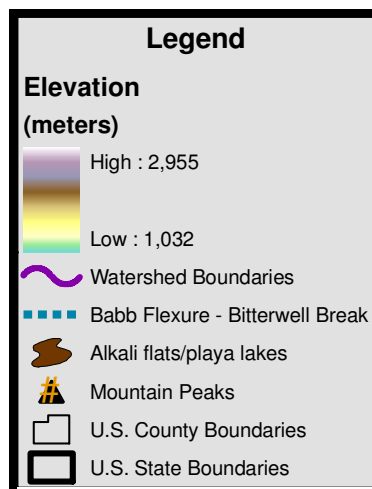 Legend
Elevation
(meters)
High : 2,955
Low : 1,032
Watershed Boundaries
Babb Flexure - Bitterwell Break
Alkali flats/playa lakes
Mountain Peaks
U.S. County Boundaries
U.S. State Boundaries